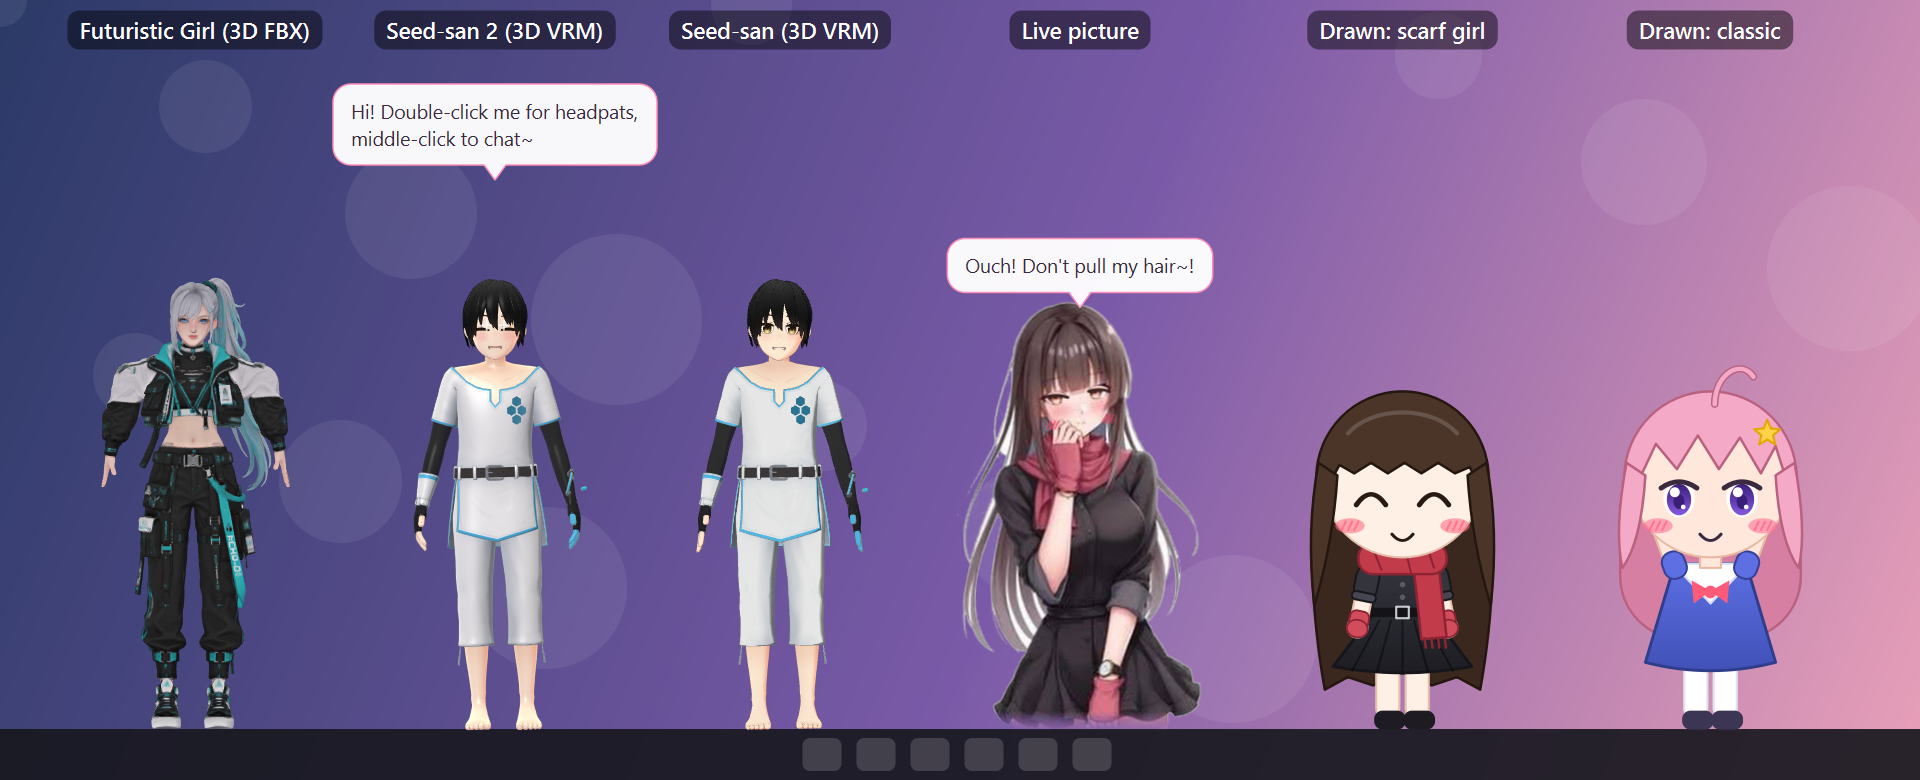 Futuristic Girl (3D FBX)
Seed-san 2 (3D VRM)
Seed-san (3D VRM)
Live picture
Drawn: scarf girl
Drawn: classic
Hi! Double-click me for headpats,
middle-click to chat~
Ouch! Don't pull my hair~!